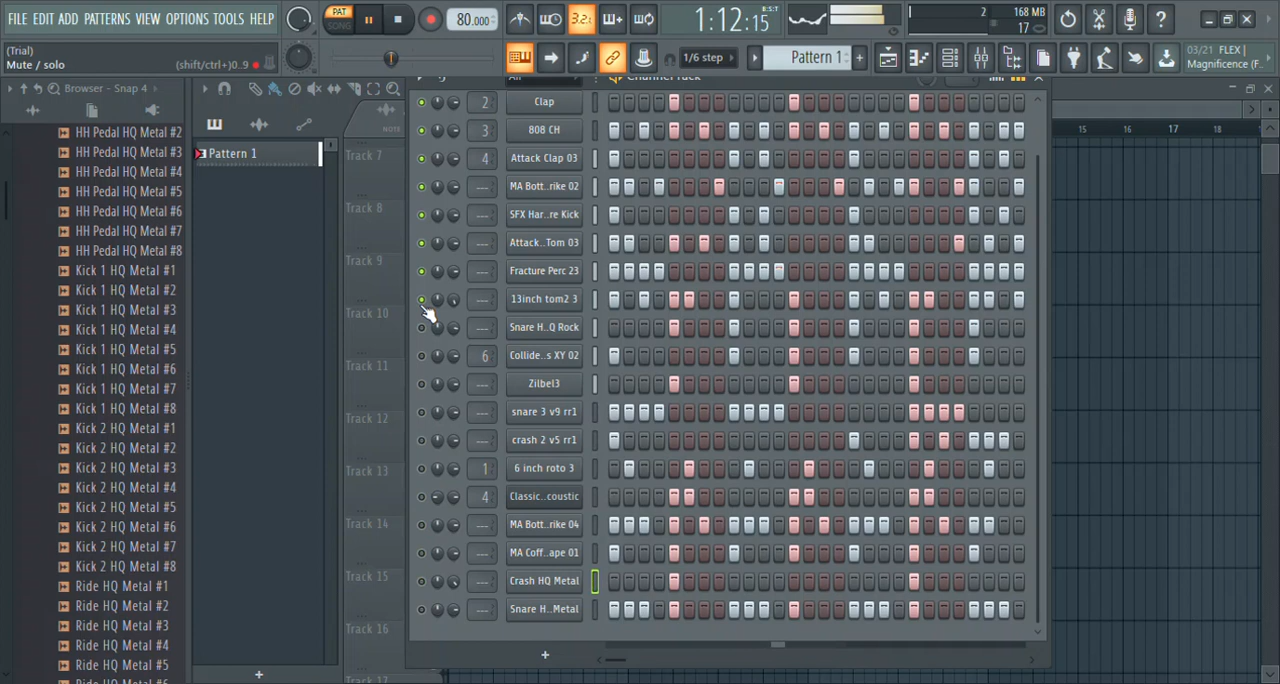 FILE EDIT ADD PATTERNS VIEW OPTIONS TOOLS HELP
PAT
SONG
80.000
3.2
1:12:15
B:S:T
2
168 MB
17
(Trial)
Mute / solo
(shift/ctrl+)0..9
1/6 step
Pattern 1
03/21 FLEX |
Magnificence (F..
Browser - Snap 4
HH Pedal HQ Metal #2
HH Pedal HQ Metal #3
HH Pedal HQ Metal #4
HH Pedal HQ Metal #5
HH Pedal HQ Metal #6
HH Pedal HQ Metal #7
HH Pedal HQ Metal #8
Kick 1 HQ Metal #1
Kick 1 HQ Metal #2
Kick 1 HQ Metal #3
Kick 1 HQ Metal #4
Kick 1 HQ Metal #5
Kick 1 HQ Metal #6
Kick 1 HQ Metal #7
Kick 1 HQ Metal #8
Kick 2 HQ Metal #1
Kick 2 HQ Metal #2
Kick 2 HQ Metal #3
Kick 2 HQ Metal #4
Kick 2 HQ Metal #5
Kick 2 HQ Metal #6
Kick 2 HQ Metal #7
Kick 2 HQ Metal #8
Ride HQ Metal #1
Ride HQ Metal #2
Ride HQ Metal #3
Ride HQ Metal #4
Ride HQ Metal #5
Pattern 1
NOTE
Track 7
Track 8
Track 9
Track 10
Track 11
Track 12
Track 13
Track 14
Track 15
Track 16
Track 17
All
Channel rack
2 Clap
3 808 CH
4 Attack Clap 03
--- MA Bott..rike 02
--- SFX Har..re Kick
--- Attack..Tom 03
--- Fracture Perc 23
--- 13inch tom2 3
--- Snare H..Q Rock
6 Collide..s XY 02
--- Zilbel3
--- snare 3 v9 rr1
--- crash 2 v5 rr1
1 6 inch roto 3
4 Classic..coustic
--- MA Bott..rike 04
--- MA Coff..ape 01
--- Crash HQ Metal
--- Snare H..Metal
15 16 17 18